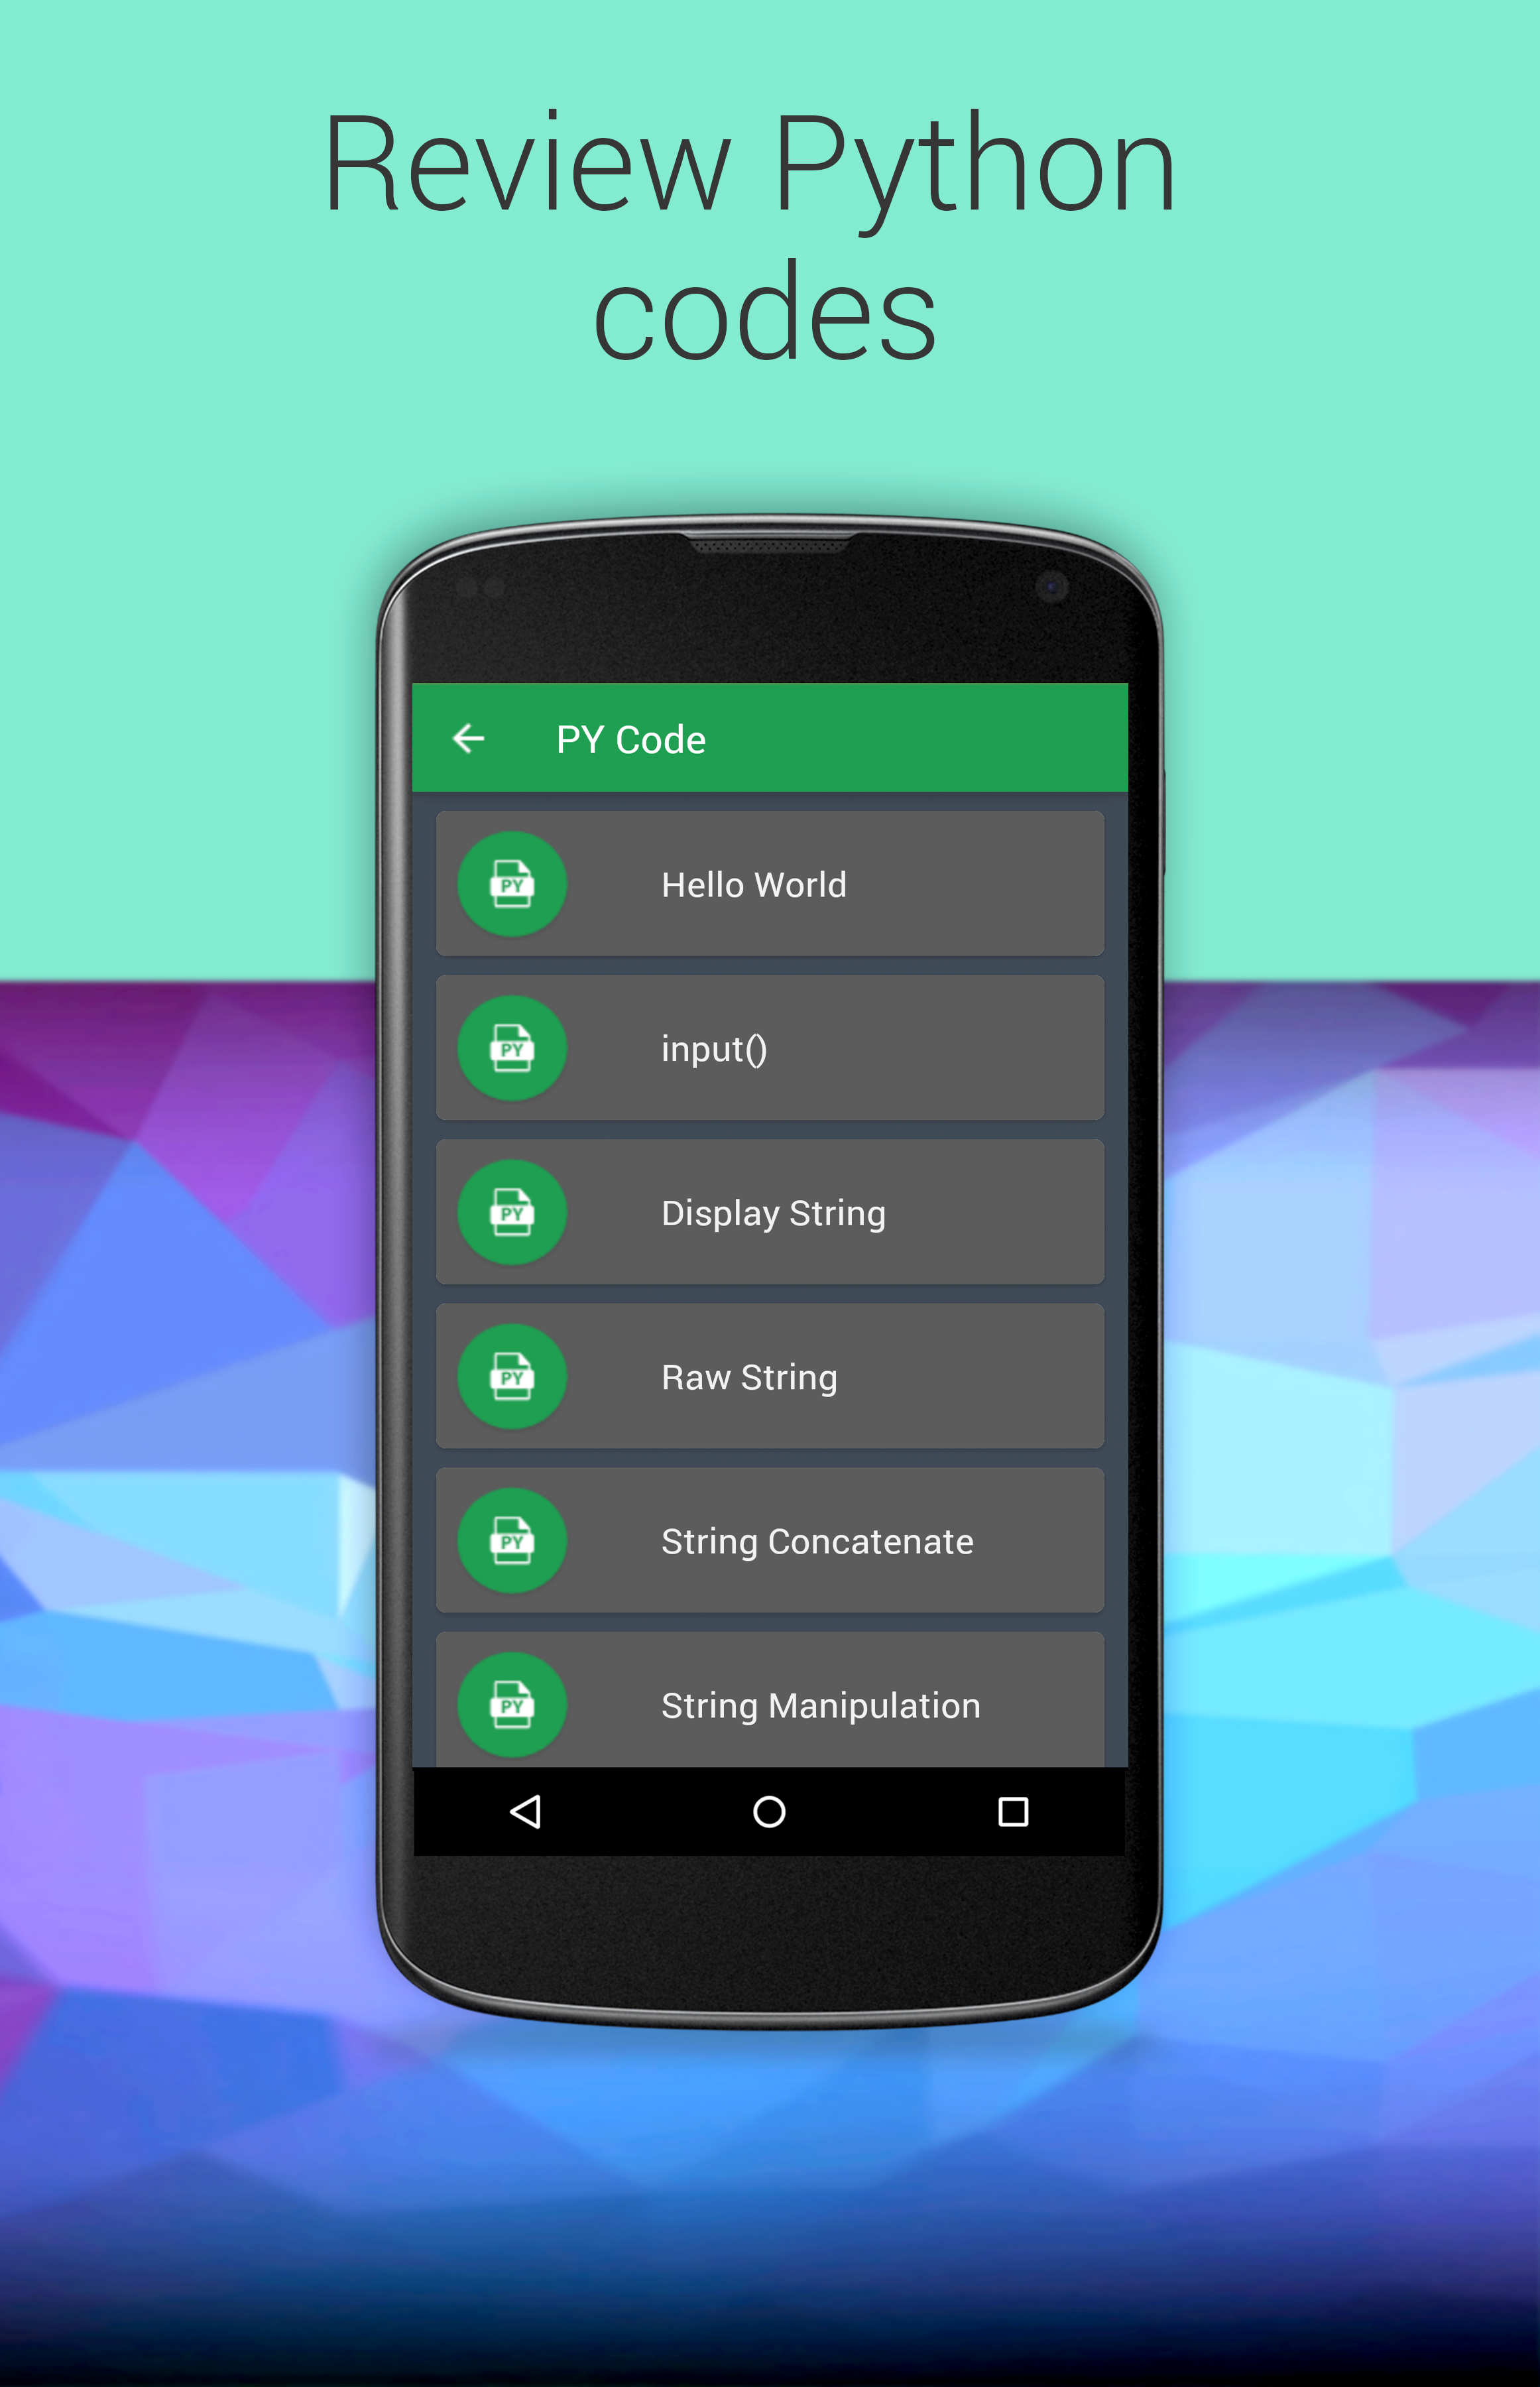 Review Python
codes
PY Code
PY
Hello World
PY
input()
PY
Display String
PY
Raw String
PY
String Concatenate
PY
String Manipulation